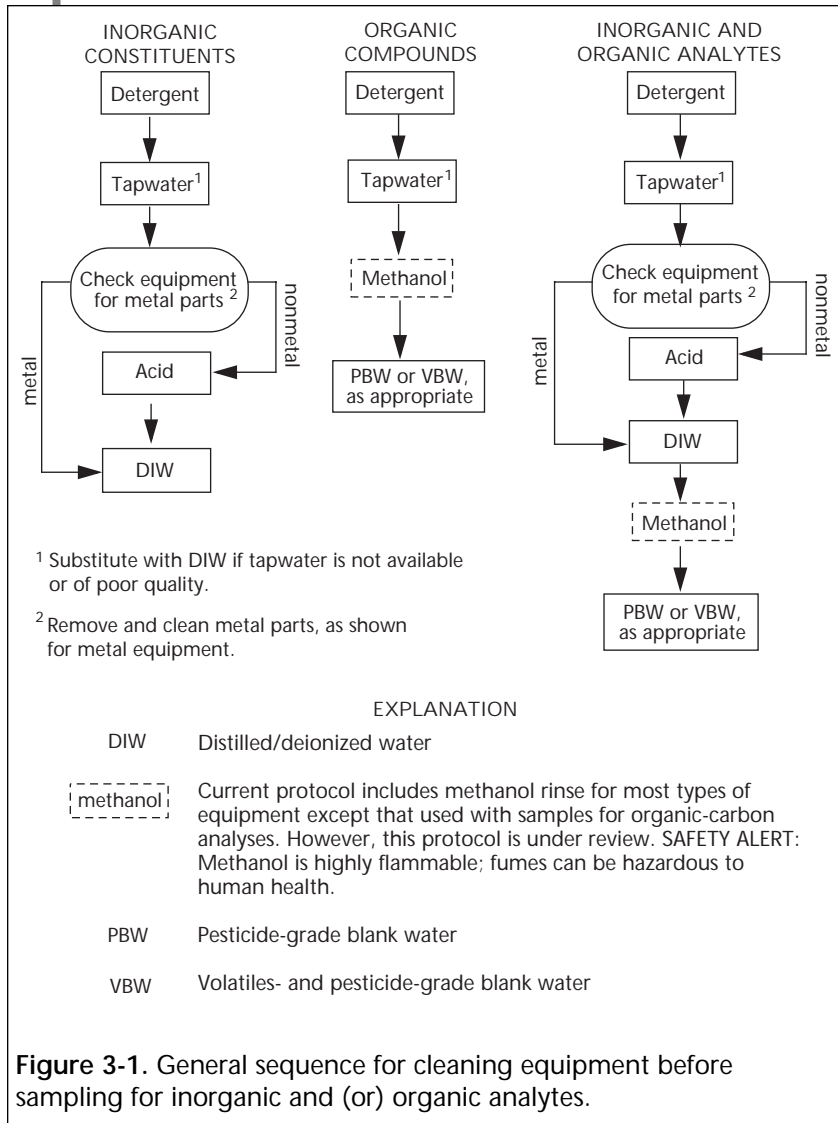 INORGANIC
CONSTITUENTS
Detergent
Tapwater1
Check equipment
for metal parts 2
metal
nonmetal
Acid
DIW
ORGANIC
COMPOUNDS
Detergent
Tapwater1
Methanol
PBW or VBW,
as appropriate
INORGANIC AND
ORGANIC ANALYTES
Detergent
Tapwater1
Check equipment
for metal parts 2
metal
nonmetal
Acid
DIW
Methanol
PBW or VBW,
as appropriate
1 Substitute with DIW if tapwater is not available
or of poor quality.
2 Remove and clean metal parts, as shown
for metal equipment.
EXPLANATION
DIW Distilled/deionized water
methanol Current protocol includes methanol rinse for most types of
equipment except that used with samples for organic-carbon
analyses. However, this protocol is under review. SAFETY ALERT:
Methanol is highly flammable; fumes can be hazardous to
human health.
PBW Pesticide-grade blank water
VBW Volatiles- and pesticide-grade blank water
Figure 3-1. General sequence for cleaning equipment before
sampling for inorganic and (or) organic analytes.